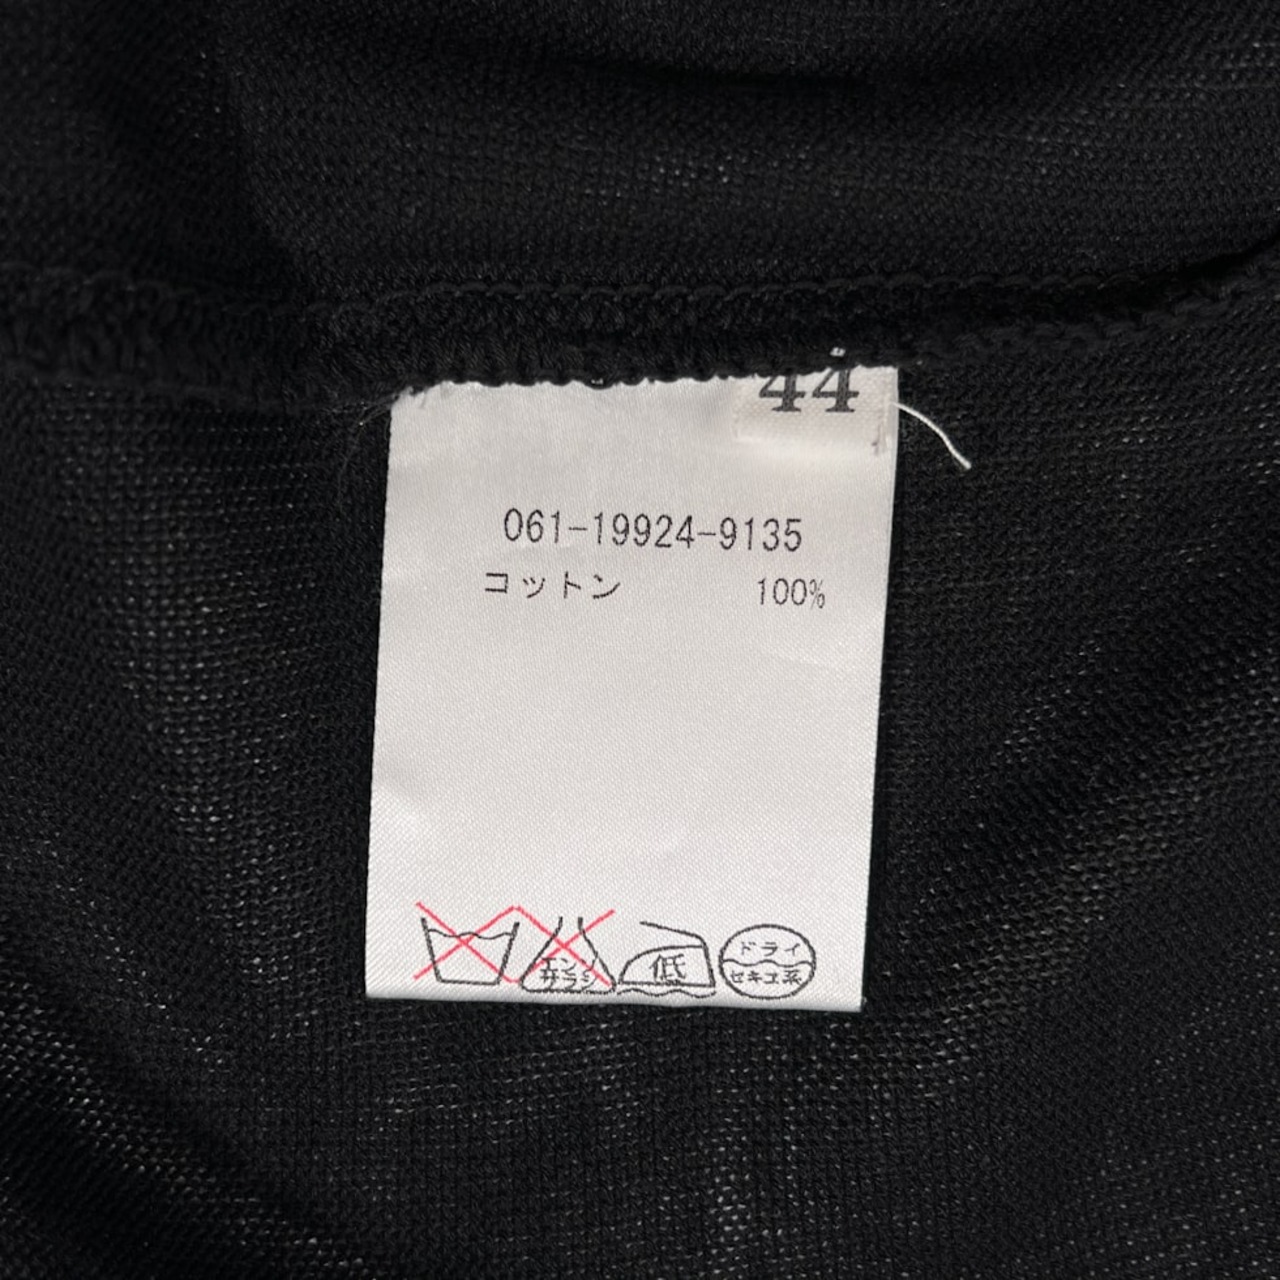 44
061-19924-9135
コットン 100%
エンソ
サラシ
低
ドライ
セキユ系